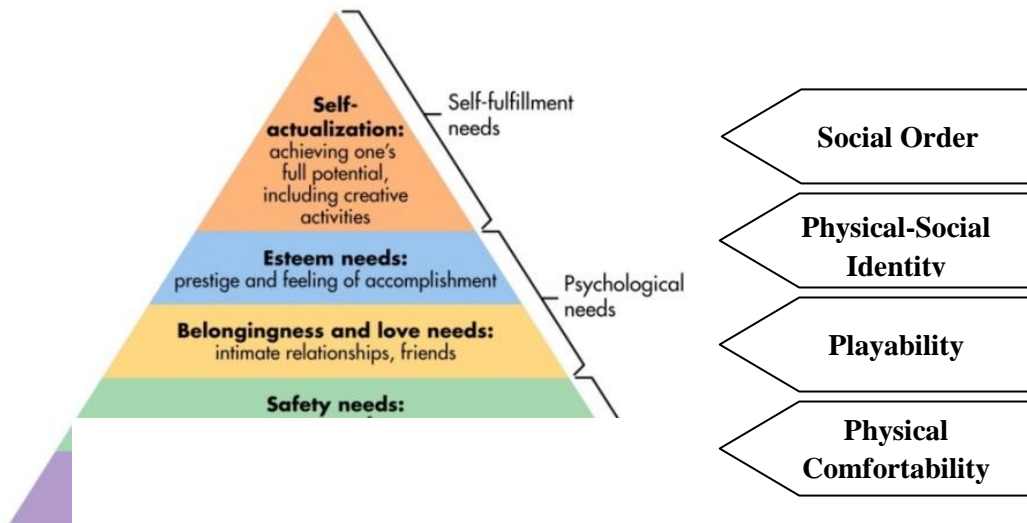 Self-
actualization:
achieving one's
full potential,
including creative
activities
Self-fulfillment
needs
Esteem needs:
prestige and feeling of accomplishment
Psychological
needs
Belongingness and love needs:
intimate relationships, friends
Safety needs:
Social Order
Physical-Social
Identity
Playability
Physical
Comfortability